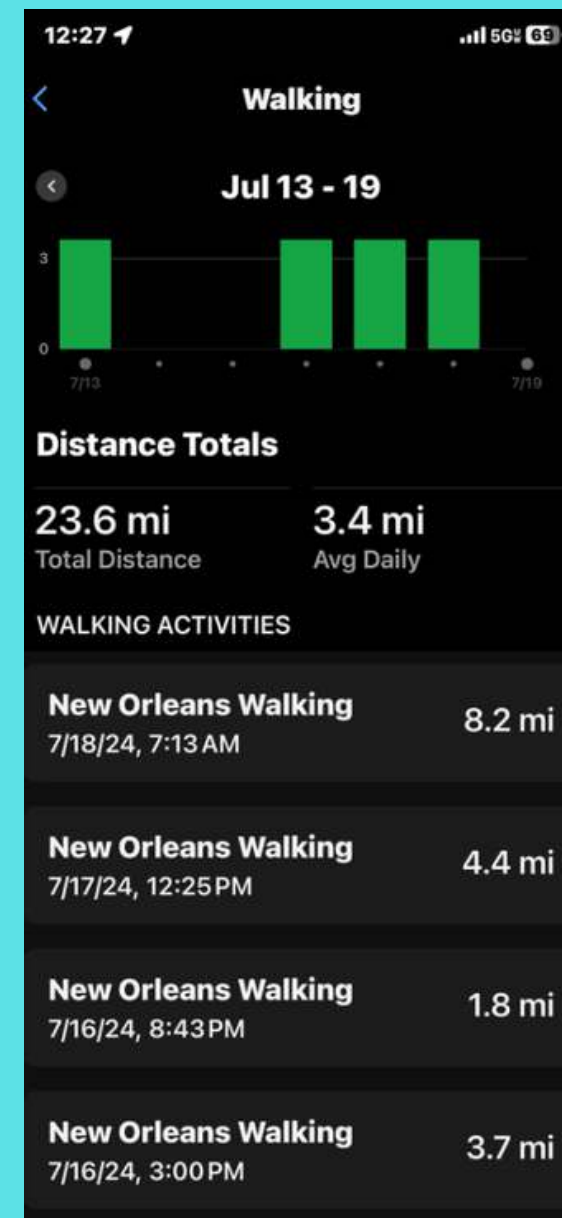 12:27 5G 69
Walking
Jul 13 - 19
3
0
7/13 7/19
Distance Totals
23.6 mi 3.4 mi
Total Distance Avg Daily
WALKING ACTIVITIES
New Orleans Walking 8.2 mi
7/18/24, 7:13 AM
New Orleans Walking 4.4 mi
7/17/24, 12:25 PM
New Orleans Walking 1.8 mi
7/16/24, 8:43 PM
New Orleans Walking 3.7 mi
7/16/24, 3:00 PM